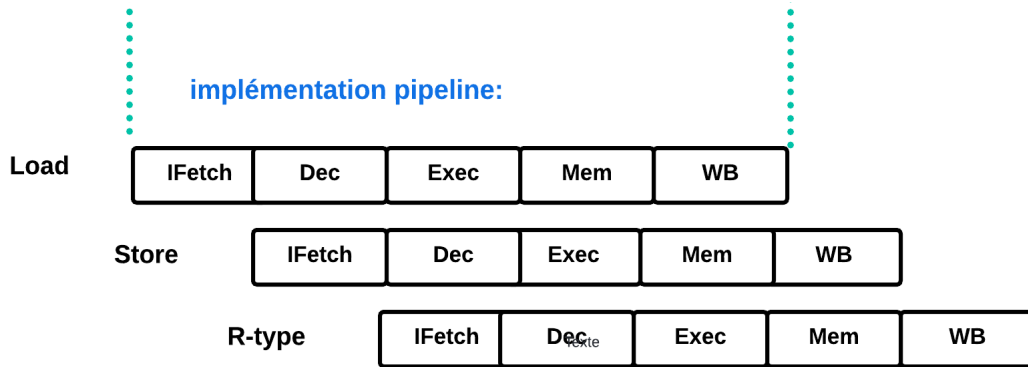 implémentation pipeline:
Load IFetch Dec Exec Mem WB
Store IFetch Dec Exec Mem WB
R-type IFetch Dec Exec Mem WB
Texte